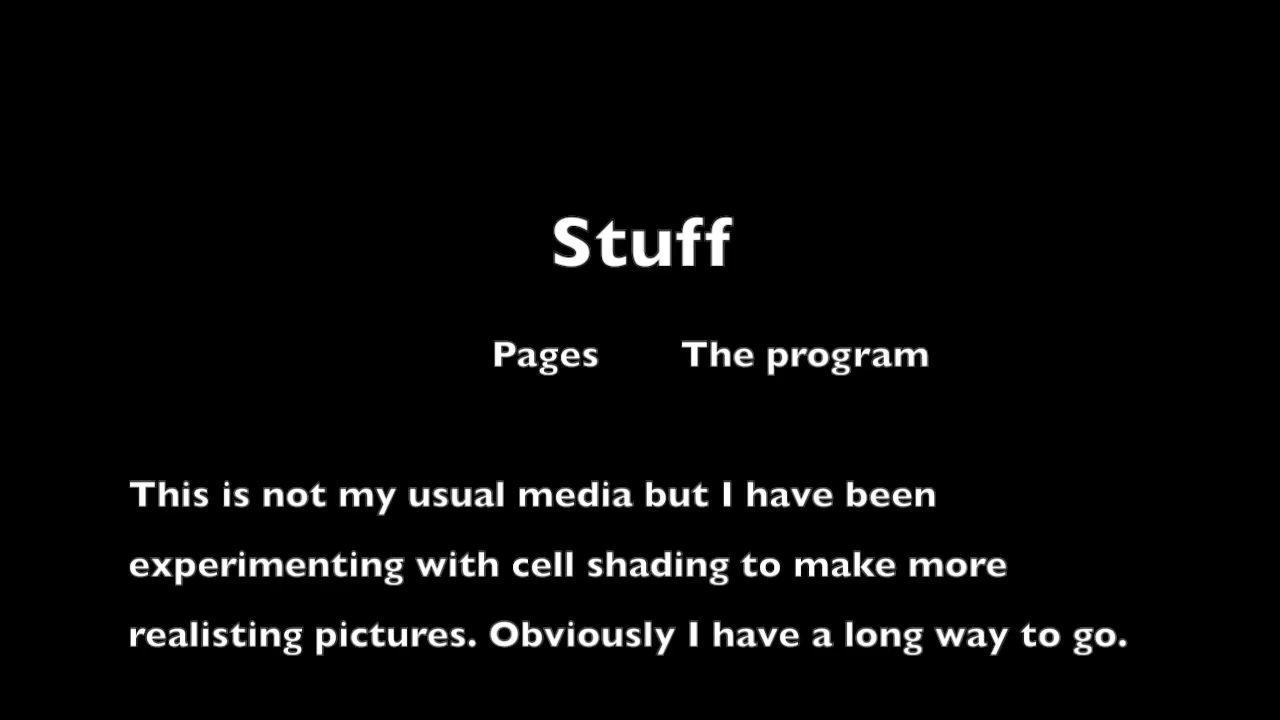 Stuff
Pages The program
This is not my usual media but I have been
experimenting with cell shading to make more
realisting pictures. Obviously I have a long way to go.